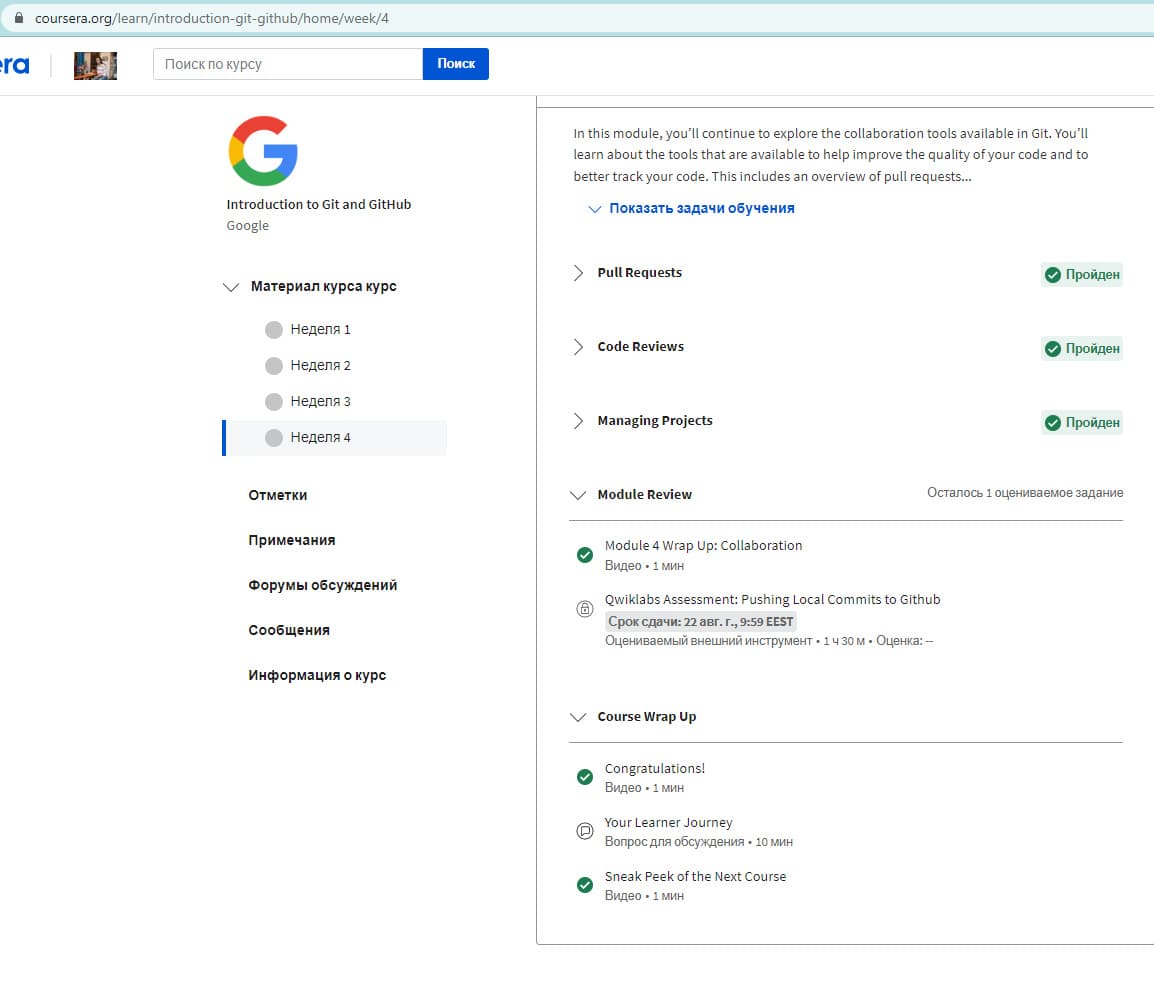 coursera.org/learn/introduction-git-github/home/week/4
era
Поиск по курсу
Поиск
Introduction to Git and GitHub
Google
Материал курса курс
Неделя 1
Неделя 2
Неделя 3
Неделя 4
Отметки
Примечания
Форумы обсуждений
Сообщения
Информация о курс
In this module, you’ll continue to explore the collaboration tools available in Git. You’ll
learn about the tools that are available to help improve the quality of your code and to
better track your code. This includes an overview of pull requests...
Показать задачи обучения
Pull Requests
Пройден
Code Reviews
Пройден
Managing Projects
Пройден
Module Review
Осталось 1 оцениваемое задание
Module 4 Wrap Up: Collaboration
Видео • 1 мин
Qwiklabs Assessment: Pushing Local Commits to Github
Срок сдачи: 22 авг. г., 9:59 EEST
Оцениваемый внешний инструмент • 1 ч 30 м • Оценка: --
Course Wrap Up
Congratulations!
Видео • 1 мин
Your Learner Journey
Вопрос для обсуждения • 10 мин
Sneak Peek of the Next Course
Видео • 1 мин